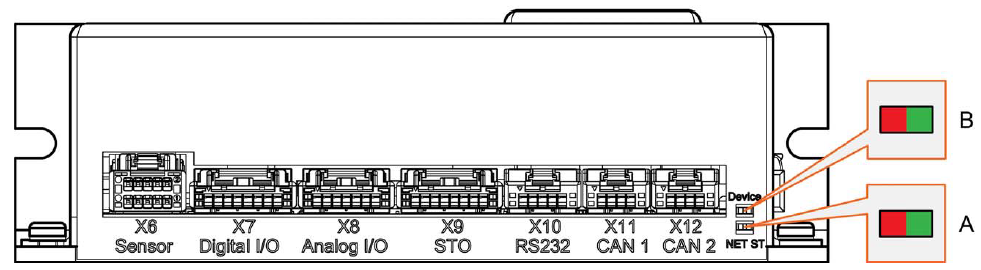 B
Device
A
X6 X7 X8 X9 X10 X11 X12
Sensor Digital I/O Analog I/O STO RS232 CAN 1 CAN 2 NET ST.